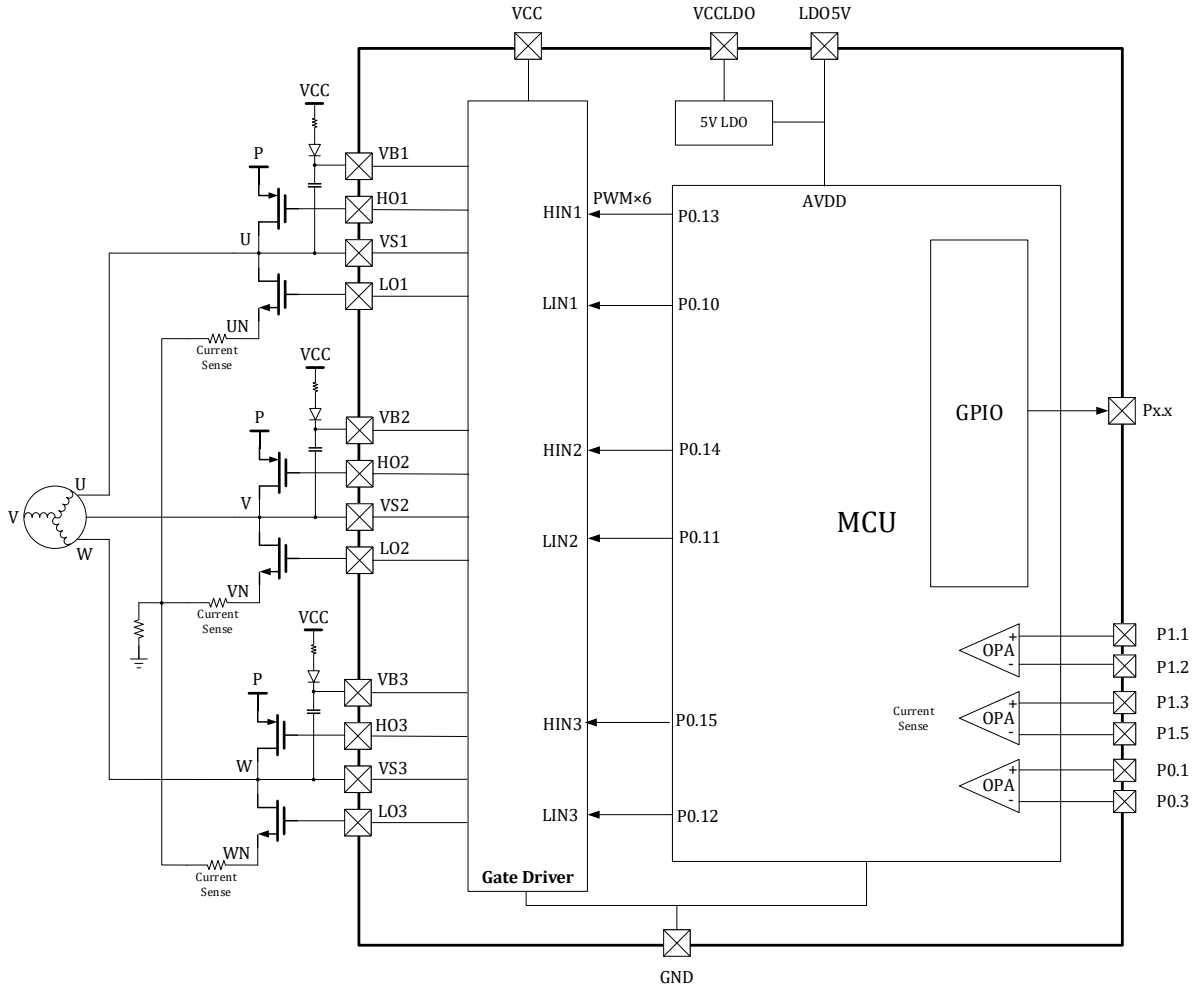 VCC
VCCLDO
LDO5V
VCC
5V LDO
P
VB1
HO1
HIN1
PWM×6
P0.13
AVDD
U
VS1
LO1
LIN1
P0.10
UN
Current
Sense
VCC
GPIO
Px.x
P
VB2
HO2
HIN2
P0.14
U
V
V
VS2
MCU
W
LO2
LIN2
P0.11
VN
Current
Sense
VCC
P1.1
OPA
+
-
P1.2
P
VB3
HO3
HIN3
P0.15
Current
Sense
P1.3
OPA
+
-
P1.5
W
VS3
P0.1
OPA
+
-
P0.3
LO3
LIN3
P0.12
WN
Current
Sense
Gate Driver
GND